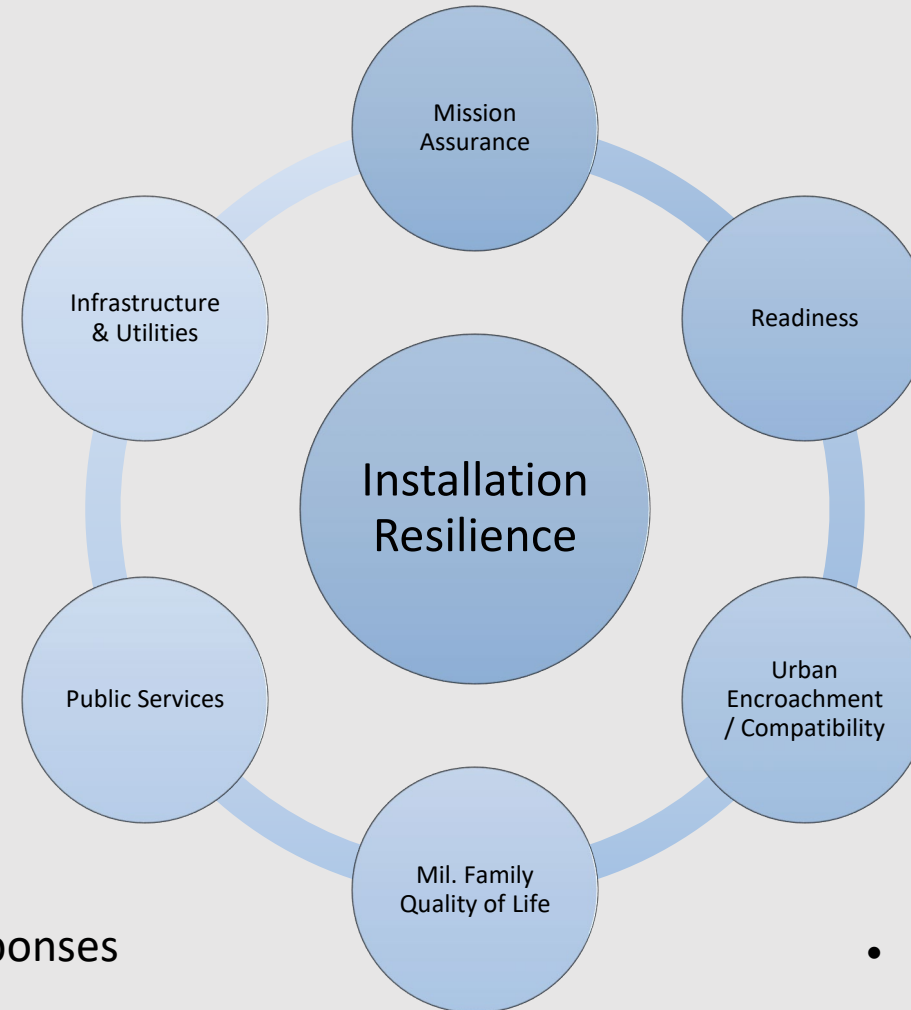 Mission
Assurance
Readiness
Urban
Encroachment
/ Compatibility
Mil. Family
Quality of Life
Public Services
Infrastructure
& Utilities
Installation
Resilience
•